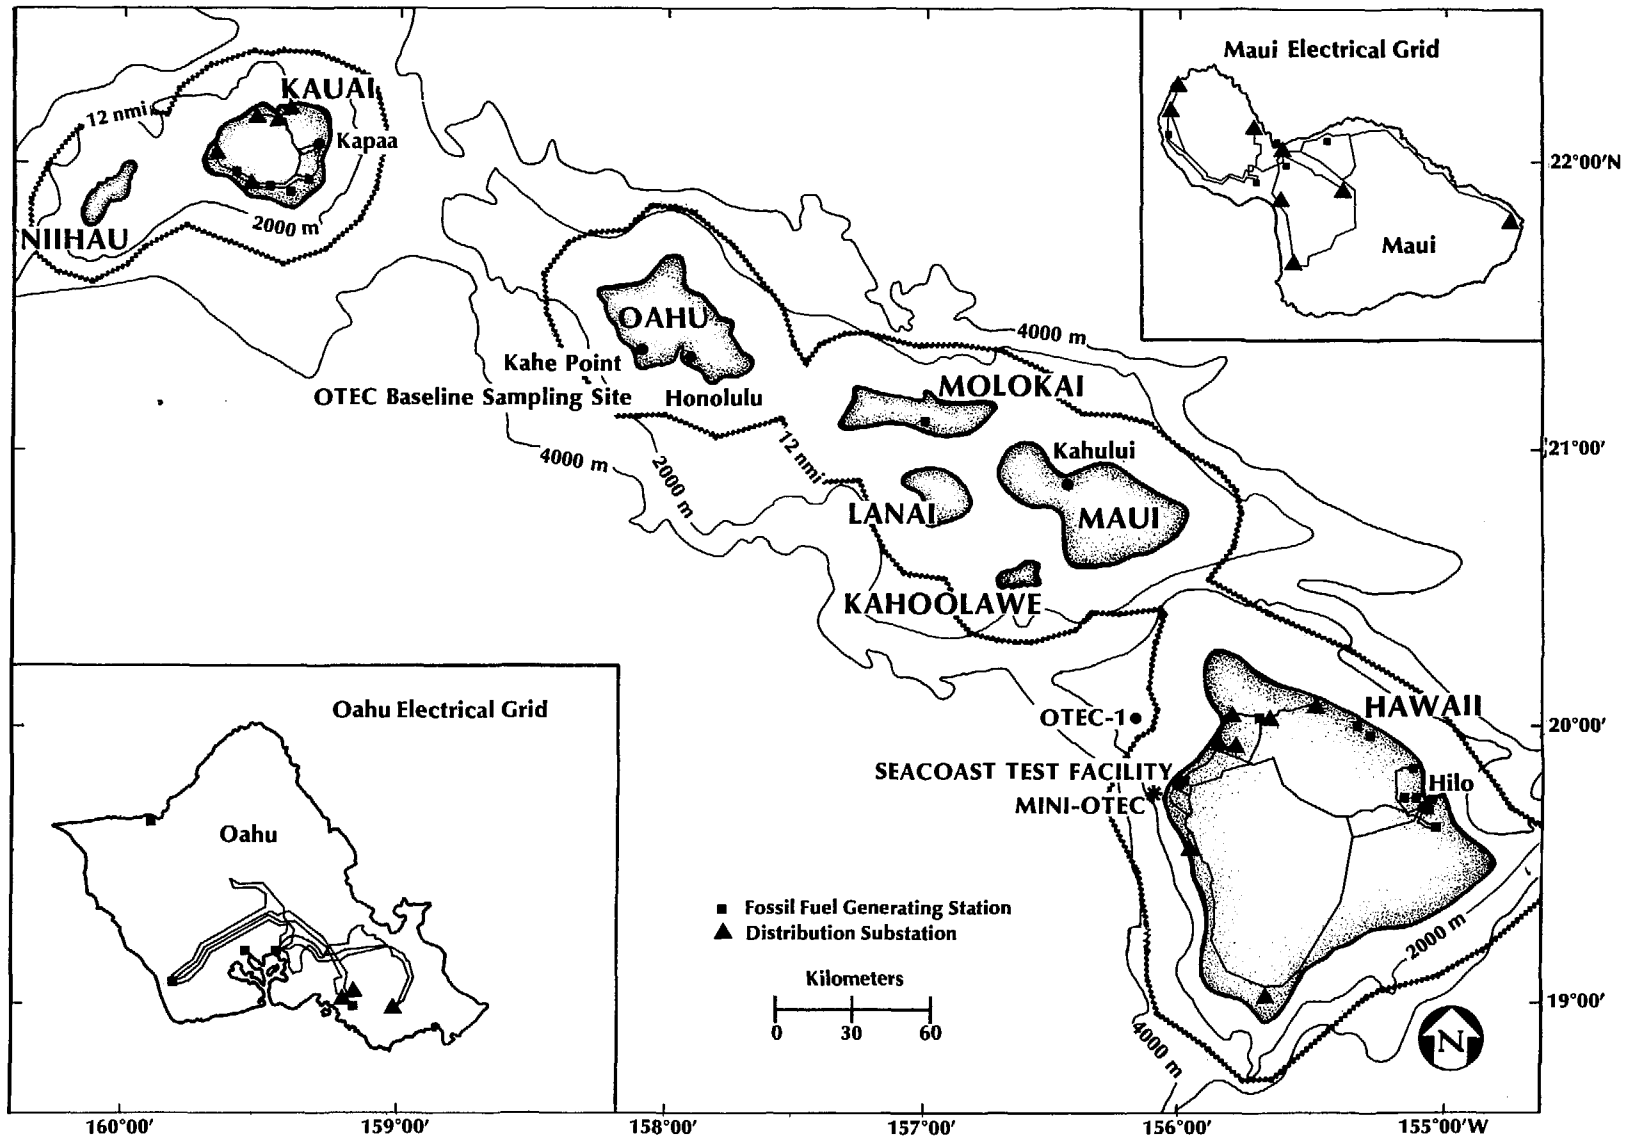 Maui Electrical Grid
KAUAI
12 nmi
Kapaa
22°00'N
2000 m
NIIHAU
Maui
OAHU
4000 m
Kahe Point
OTEC Baseline Sampling Site
Honolulu
MOLOKAI
12 nmi
Kahului
21°00'
4000 m
2000 m
LANAI
MAUI
KAHOOLAWE
Oahu Electrical Grid
OTEC-1
HAWAII
20°00'
SEACOAST TEST FACILITY
MINI-OTEC
Hilo
Oahu
Fossil Fuel Generating Station
Distribution Substation
2000 m
Kilometers
0 30 60
19°00'
4000 m
N
160°00' 159°00' 158°00' 157°00' 156°00' 155°00'W